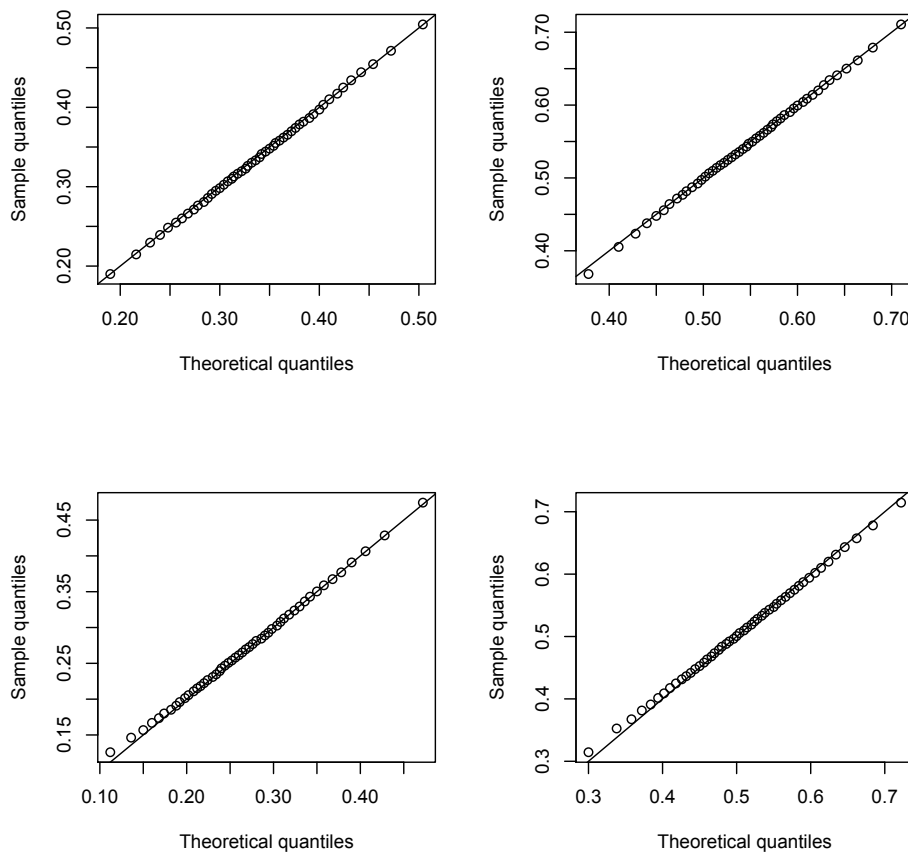 0.50
0.40
0.30
0.20
Sample quantiles
0.20 0.30 0.40 0.50
Theoretical quantiles
0.70
0.60
0.50
0.40
Sample quantiles
0.40 0.50 0.60 0.70
Theoretical quantiles
0.45
0.35
0.25
0.15
Sample quantiles
0.10 0.20 0.30 0.40
Theoretical quantiles
0.7
0.6
0.5
0.4
0.3
Sample quantiles
0.3 0.4 0.5 0.6 0.7
Theoretical quantiles